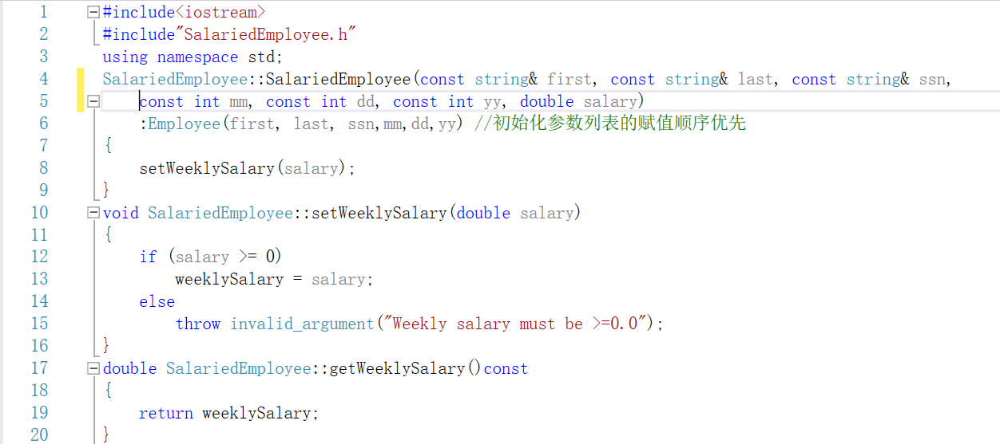 1 #include<iostream>
2 #include"SalariedEmployee.h"
3 using namespace std;
4 SalariedEmployee::SalariedEmployee(const string& first, const string& last, const string& ssn,
5     const int mm, const int dd, const int yy, double salary)
6     :Employee(first, last, ssn,mm,dd,yy) //初始化参数列表的赋值顺序优先
7 {
8     setWeeklySalary(salary);
9 }
10 void SalariedEmployee::setWeeklySalary(double salary)
11 {
12     if (salary >= 0)
13         weeklySalary = salary;
14     else
15         throw invalid_argument("Weekly salary must be >=0.0");
16 }
17 double SalariedEmployee::getWeeklySalary()const
18 {
19     return weeklySalary;
20 }